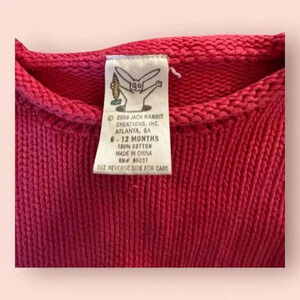 © 2000 JACK RABBIT
CREATIONS, INC.
ATLANTA, GA
6 - 12 MONTHS
100% COTTON
MADE IN CHINA
SEE REVERSE SIDE FOR CARE